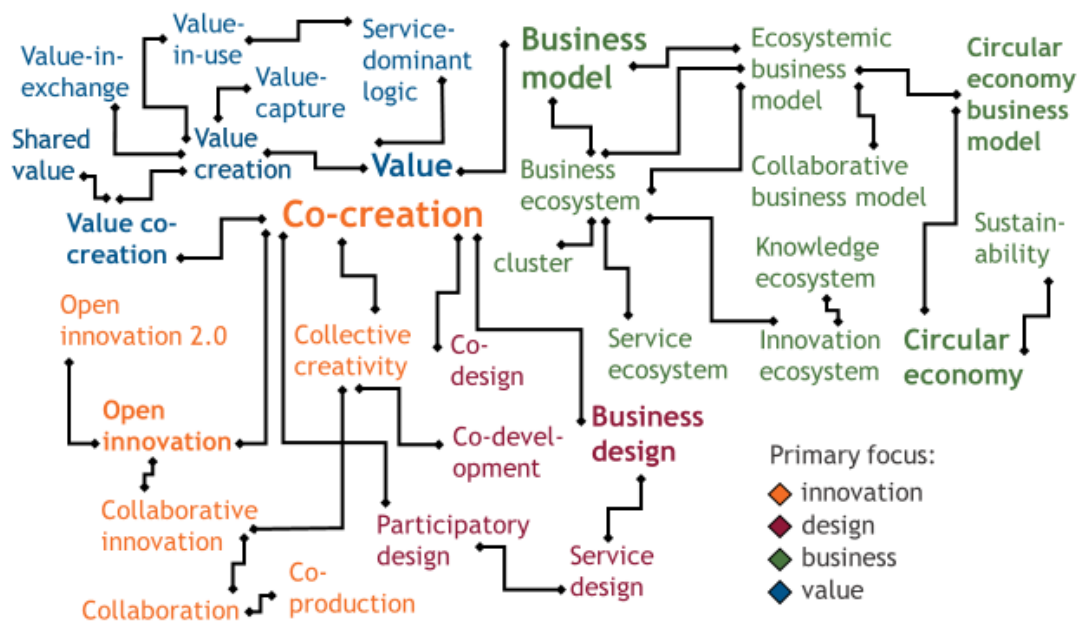 Value-
in-use
Value-in-
exchange
Value-
capture
Service-
dominant
logic
Shared
value
Value
creation
Value
Value co-
creation
Business
model
Ecosystemic
business
model
Circular
economy
business
model
Business
ecosystem
Collaborative
business model
Co-creation
cluster
Knowledge
ecosystem
Sustain-
ability
Open
innovation 2.0
Collective
creativity
Co-
design
Service
ecosystem
Innovation
ecosystem
Circular
economy
Open
innovation
Co-devel-
opment
Business
design
Collaborative
innovation
Participatory
design
Service
design
Co-
production
Collaboration
Primary focus:
innovation
design
business
value